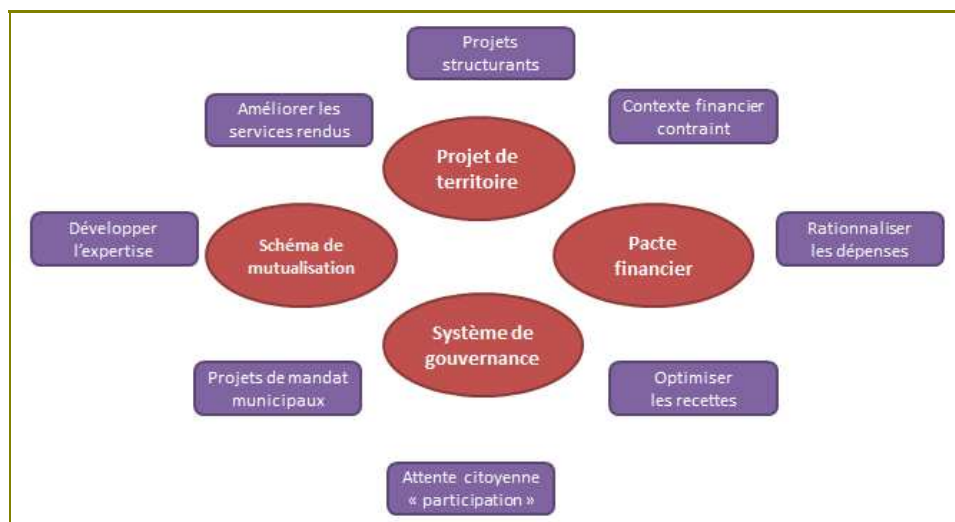 Projets
structurants
Améliorer les
services rendus
Contexte financier
contraint
Projet de
territoire
Développer
l'expertise
Schéma de
mutualisation
Pacte
financier
Rationnaliser
les dépenses
Système de
gouvernance
Projets de mandat
municipaux
Optimiser
les recettes
Attente citoyenne
« participation »